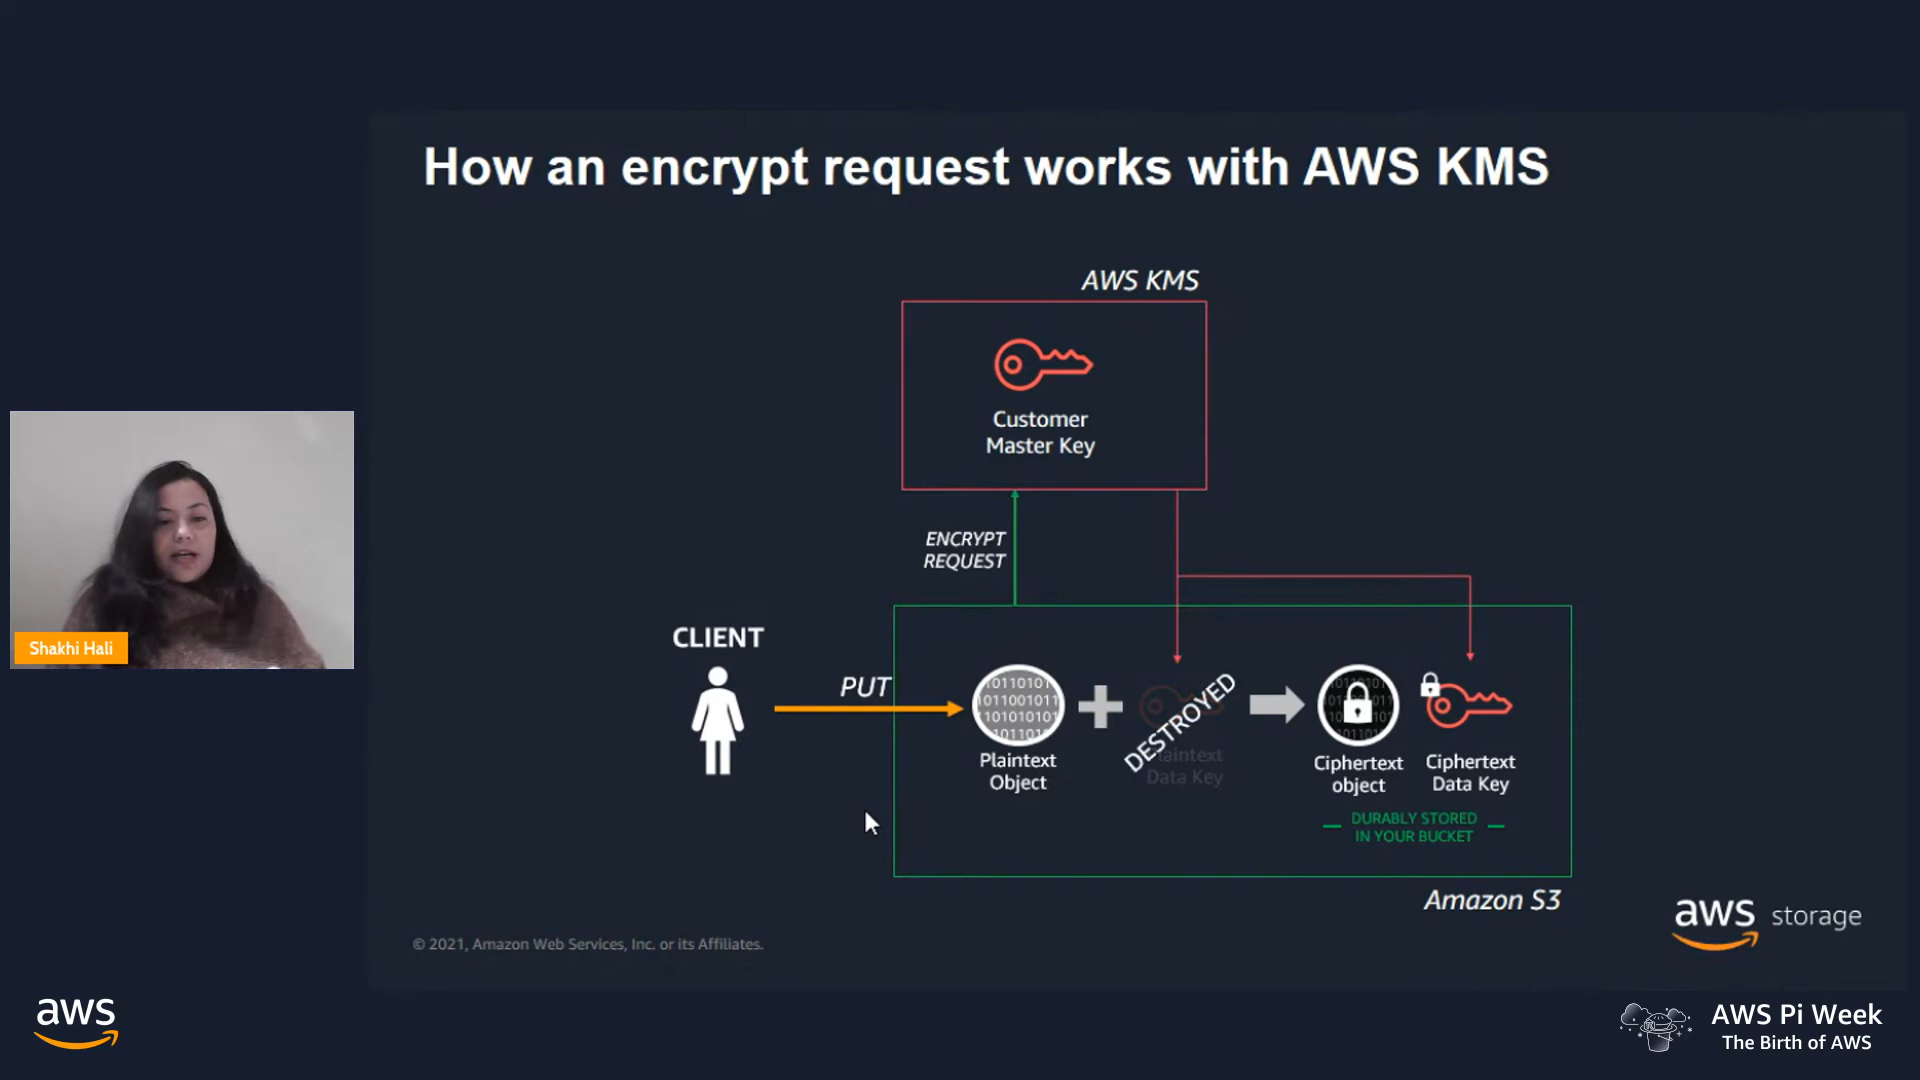 How an encrypt request works with AWS KMS
AWS KMS
Customer
Master Key
ENCRYPT
REQUEST
CLIENT
PUT
1011010
1011001011
1101010101
011010
Plaintext
Object
DESTROYED
Plaintext
Data Key
Ciphertext
object
Ciphertext
Data Key
DURABLY STORED
IN YOUR BUCKET
Amazon S3
Shakhi Hali
© 2021, Amazon Web Services, Inc. or its Affiliates.
aws storage
aws
AWS Pi Week
The Birth of AWS